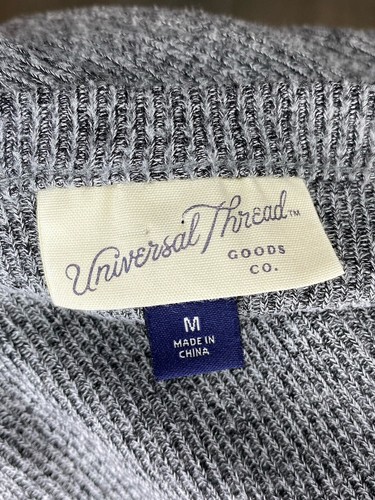 Universal Thread™
GOODS
CO.
M
MADE IN
CHINA